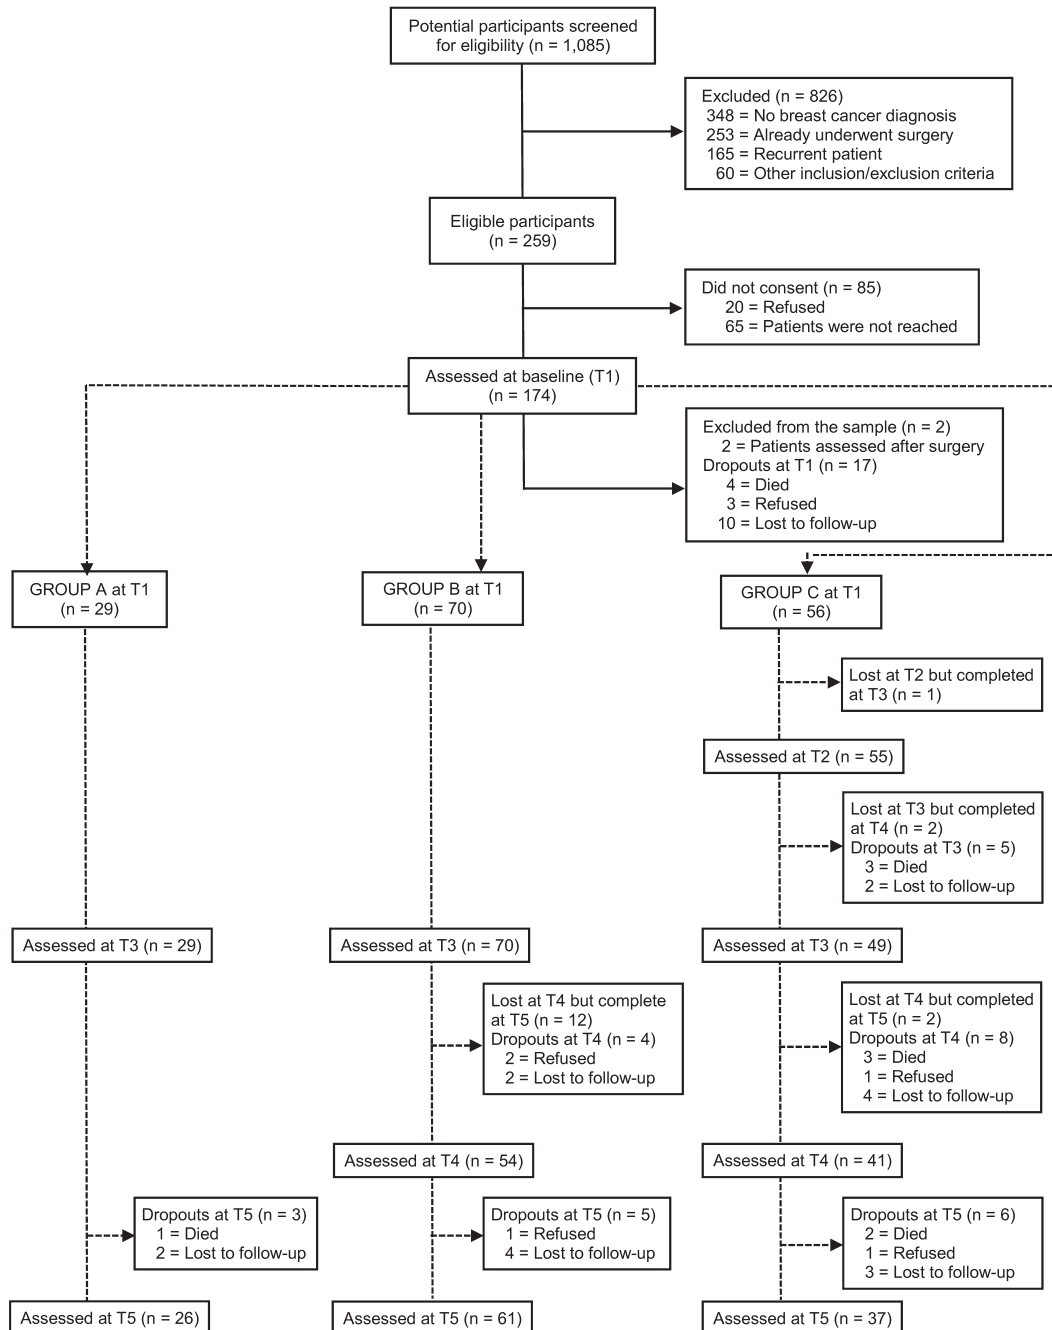 Potential participants screened
for eligibility (n = 1,085)
Excluded (n = 826)
348 = No breast cancer diagnosis
253 = Already underwent surgery
165 = Recurrent patient
60 = Other inclusion/exclusion criteria
Eligible participants
(n = 259)
Did not consent (n = 85)
20 = Refused
65 = Patients were not reached
Assessed at baseline (T1)
(n = 174)
Excluded from the sample (n = 2)
2 = Patients assessed after surgery
Dropouts at T1 (n = 17)
4 = Died
3 = Refused
10 = Lost to follow-up
GROUP A at T1
(n = 29)
GROUP B at T1
(n = 70)
GROUP C at T1
(n = 56)
Lost at T2 but completed
at T3 (n = 1)
Assessed at T2 (n = 55)
Lost at T3 but completed
at T4 (n = 2)
Dropouts at T3 (n = 5)
3 = Died
2 = Lost to follow-up
Assessed at T3 (n = 29)
Assessed at T3 (n = 70)
Assessed at T3 (n = 49)
Lost at T4 but complete
at T5 (n = 12)
Dropouts at T4 (n = 4)
2 = Refused
2 = Lost to follow-up
Lost at T4 but completed
at T5 (n = 2)
Dropouts at T4 (n = 8)
3 = Died
1 = Refused
4 = Lost to follow-up
Assessed at T4 (n = 54)
Assessed at T4 (n = 41)
Dropouts at T5 (n = 3)
1 = Died
2 = Lost to follow-up
Dropouts at T5 (n = 5)
1 = Refused
4 = Lost to follow-up
Dropouts at T5 (n = 6)
2 = Died
1 = Refused
3 = Lost to follow-up
Assessed at T5 (n = 26)
Assessed at T5 (n = 61)
Assessed at T5 (n = 37)